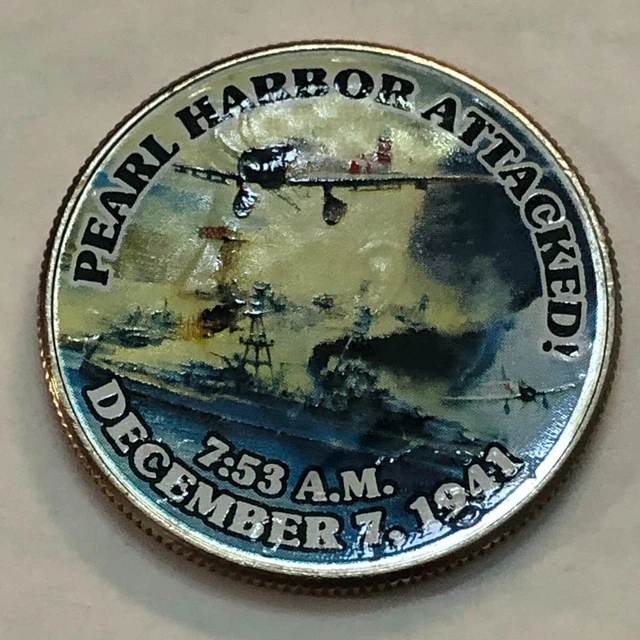 PEARL HARBOR ATTACKED!
7:53 A.M.
DECEMBER 7, 1941